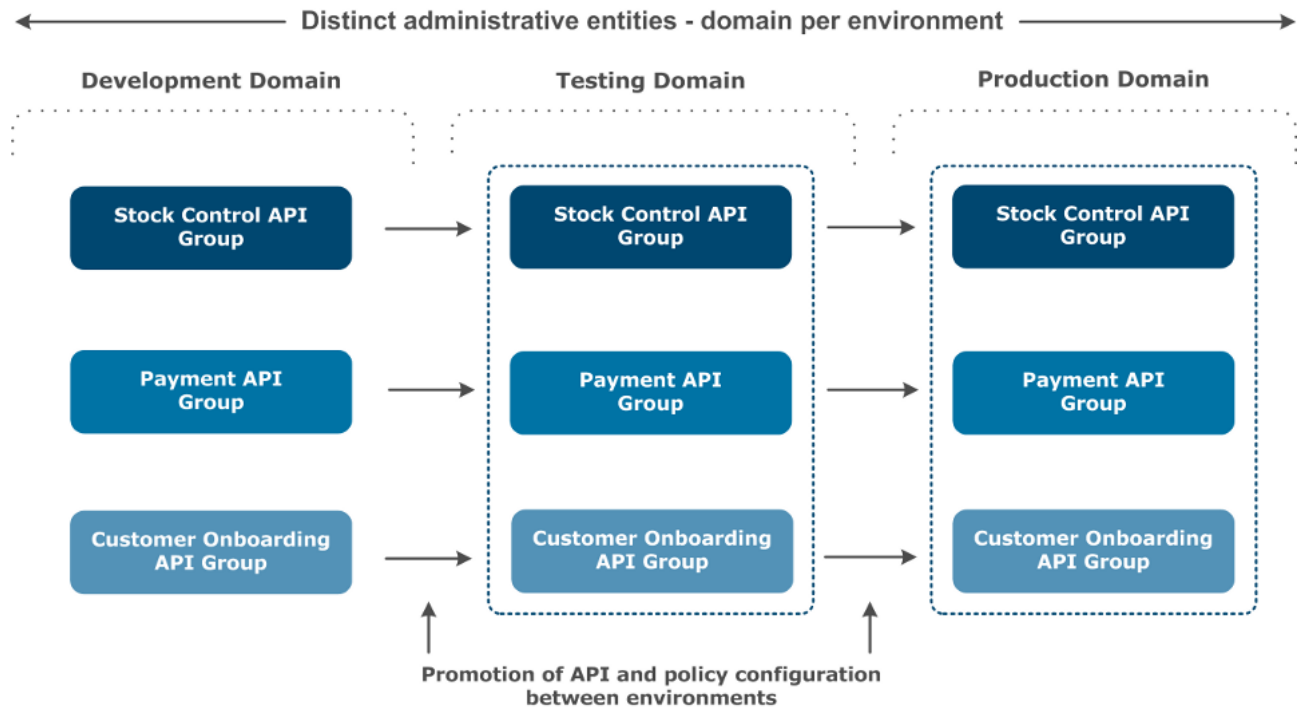 Distinct administrative entities - domain per environment
Development Domain
Testing Domain
Production Domain
Stock Control API
Group
Stock Control API
Group
Stock Control API
Group
Payment API
Group
Payment API
Group
Payment API
Group
Customer Onboarding
API Group
Customer Onboarding
API Group
Customer Onboarding
API Group
Promotion of API and policy configuration
between environments